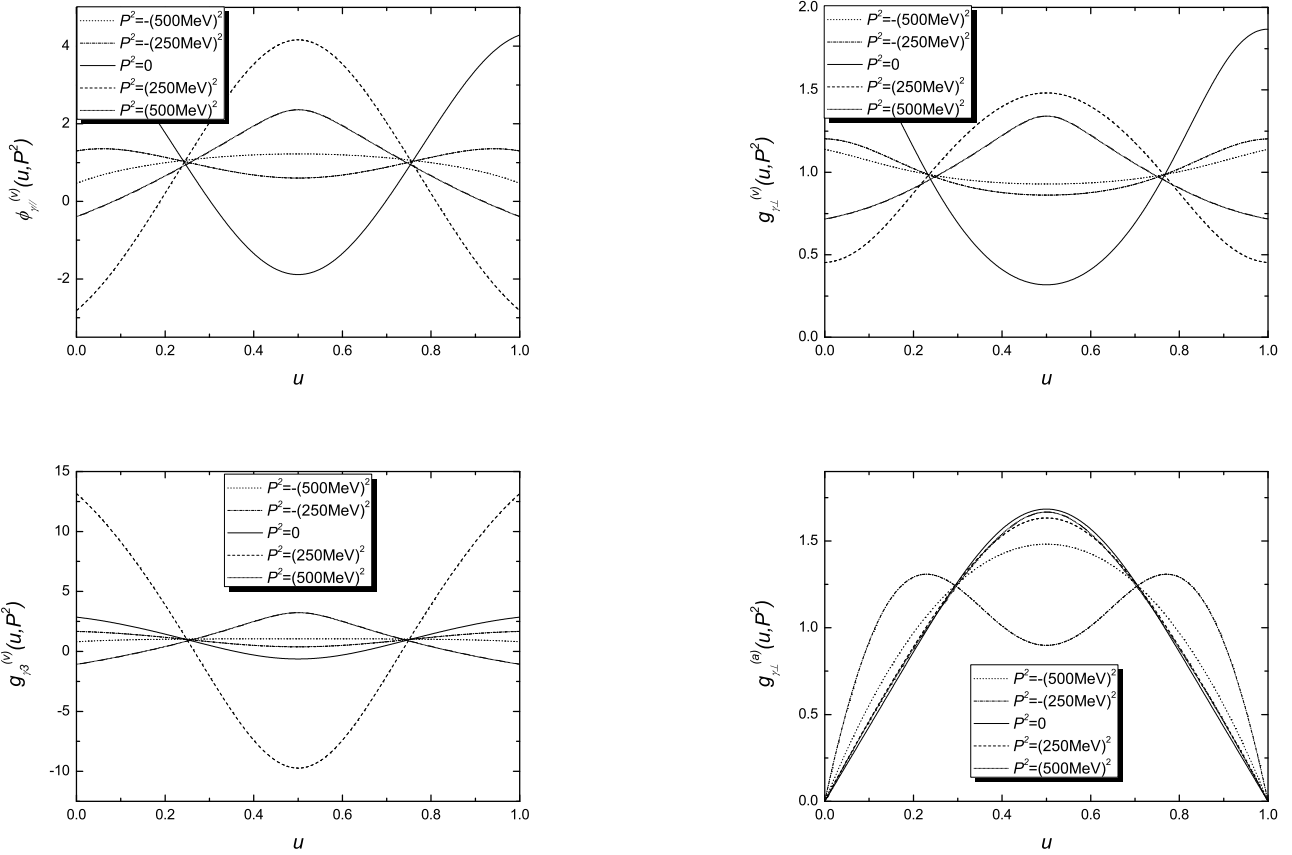 P²=-(500MeV)²
P²=-(250MeV)²
P²=0
P²=(250MeV)²
P²=(500MeV)²
4
2
0
-2
ϕγ//(v)(u,P²)
0.0 0.2 0.4 0.6 0.8 1.0
u
P²=-(500MeV)²
P²=-(250MeV)²
P²=0
P²=(250MeV)²
P²=(500MeV)²
2.0
1.5
1.0
0.5
0.0
gγ⊥(v)(u,P²)
0.0 0.2 0.4 0.6 0.8 1.0
u
P²=-(500MeV)²
P²=-(250MeV)²
P²=0
P²=(250MeV)²
P²=(500MeV)²
15
10
5
0
-5
-10
gγ3(v)(u,P²)
0.0 0.2 0.4 0.6 0.8 1.0
u
1.5
1.0
0.5
0.0
gγ⊥(a)(u,P²)
P²=-(500MeV)²
P²=-(250MeV)²
P²=0
P²=(250MeV)²
P²=(500MeV)²
0.0 0.2 0.4 0.6 0.8 1.0
u